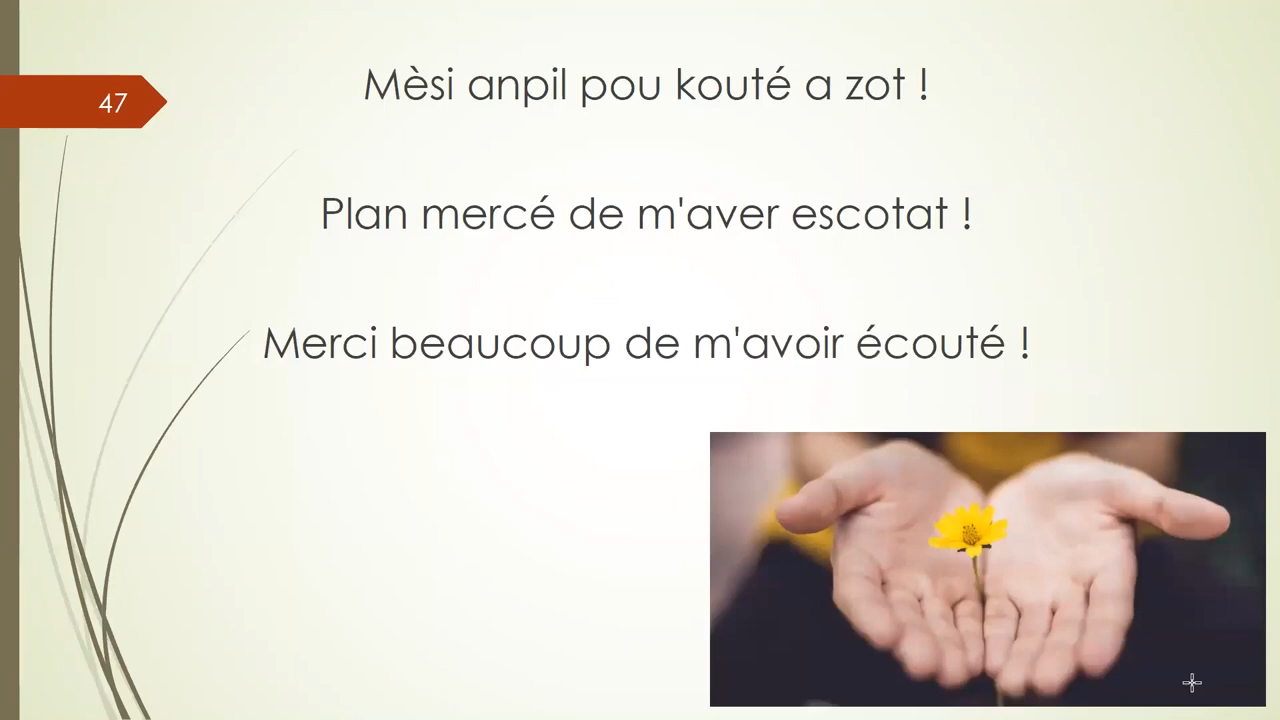 47
Mèsi anpil pou kouté a zot !
Plan mercé de m'aver escotat !
Merci beaucoup de m'avoir écouté !